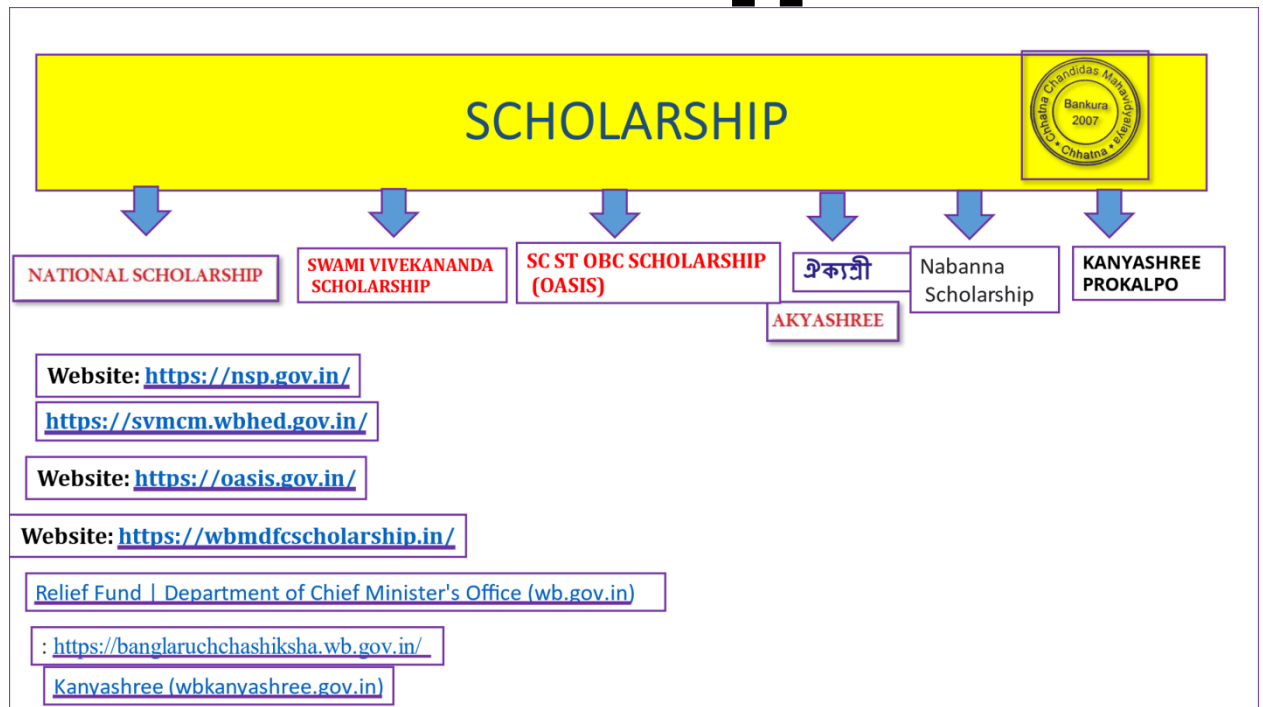 SCHOLARSHIP
Chhatna Chandidas Mahavidyalaya
Bankura
2007
* Chhatna *
NATIONAL SCHOLARSHIP
SWAMI VIVEKANANDA
SCHOLARSHIP
SC ST OBC SCHOLARSHIP
(OASIS)
ঐক্যশ্রী
AKYASHREE
Nabanna
Scholarship
KANYASHREE
PROKALPO
Website: https://nsp.gov.in/
https://svmcm.wbhed.gov.in/
Website: https://oasis.gov.in/
Website: https://wbmdfcscholarship.in/
Relief Fund | Department of Chief Minister's Office (wb.gov.in)
: https://banglaruchchashiksha.wb.gov.in/
Kanyashree (wbkanyashree.gov.in)